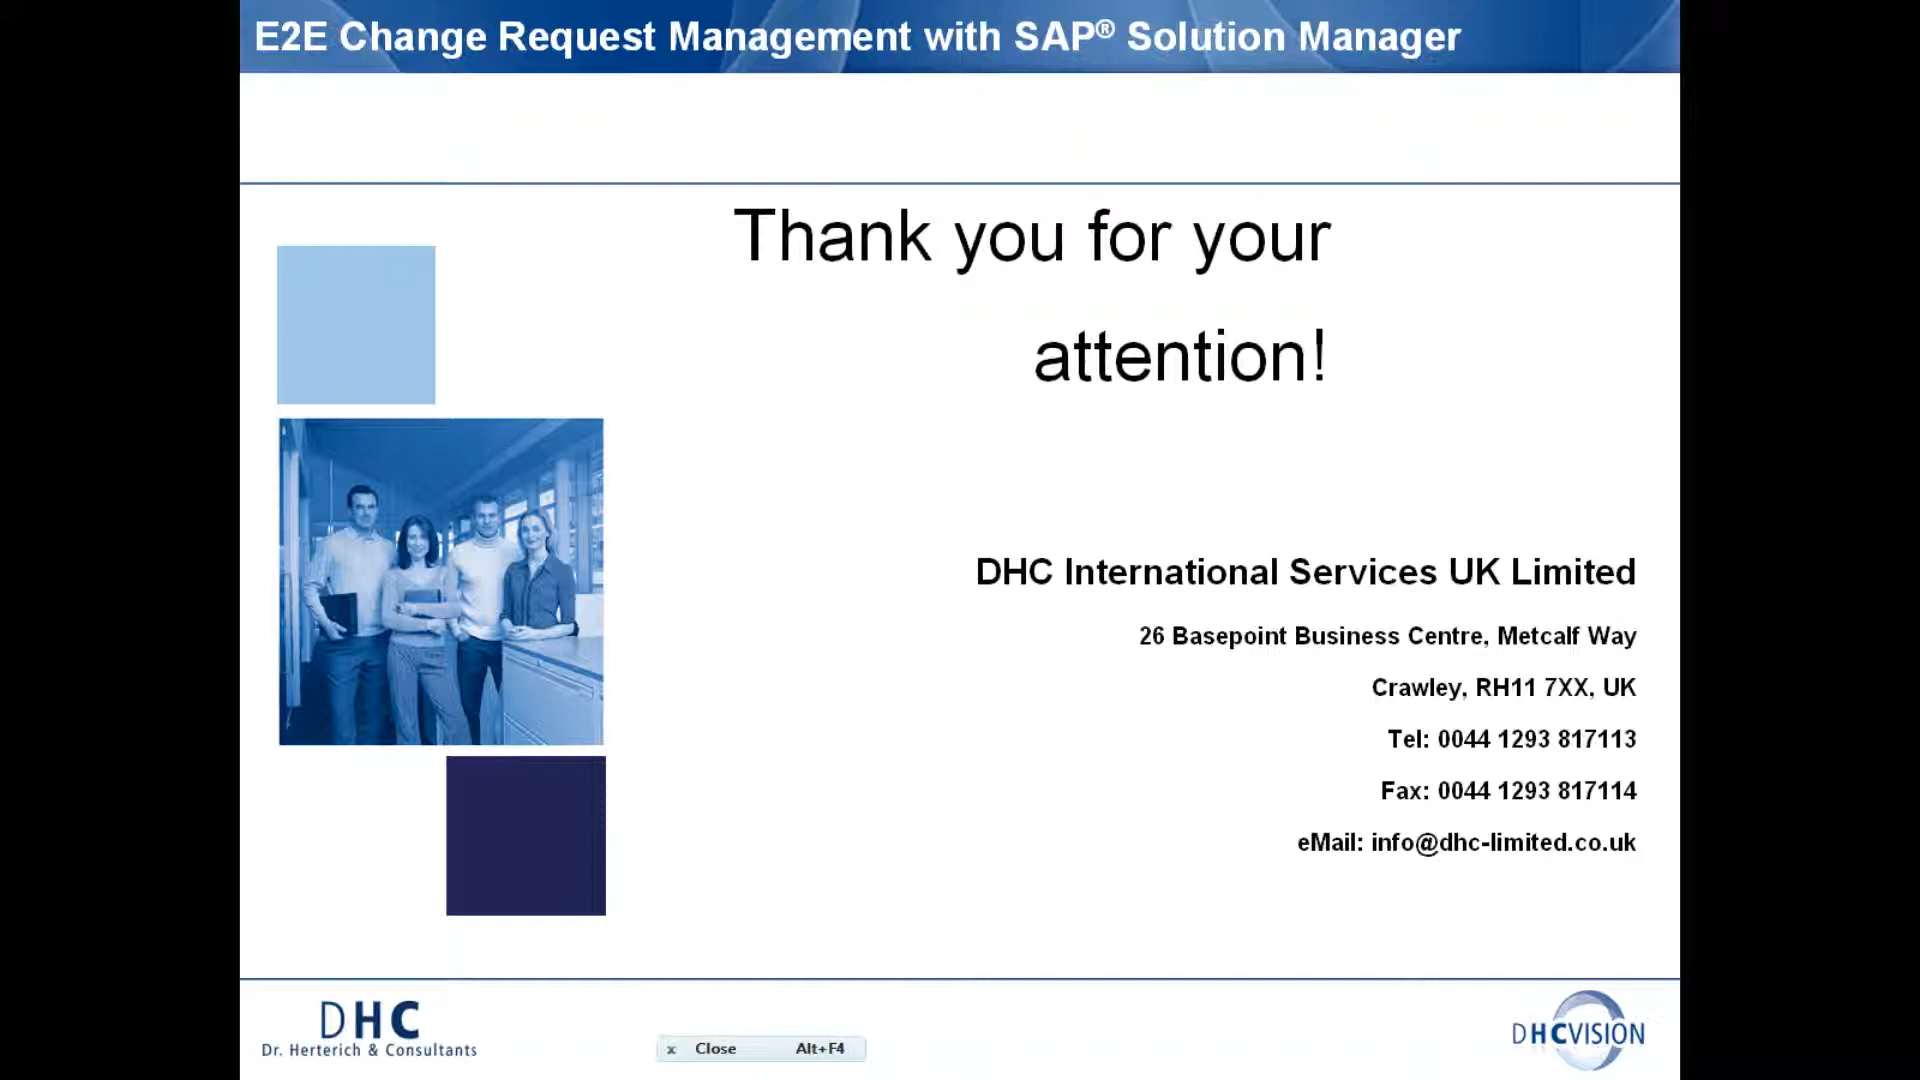 E2E Change Request Management with SAP® Solution Manager
Thank you for your
attention!
DHC International Services UK Limited
26 Basepoint Business Centre, Metcalf Way
Crawley, RH11 7XX, UK
Tel: 0044 1293 817113
Fax: 0044 1293 817114
eMail: info@dhc-limited.co.uk
DHC
Dr. Herterich & Consultants
x Close Alt+F4
DHCVISION